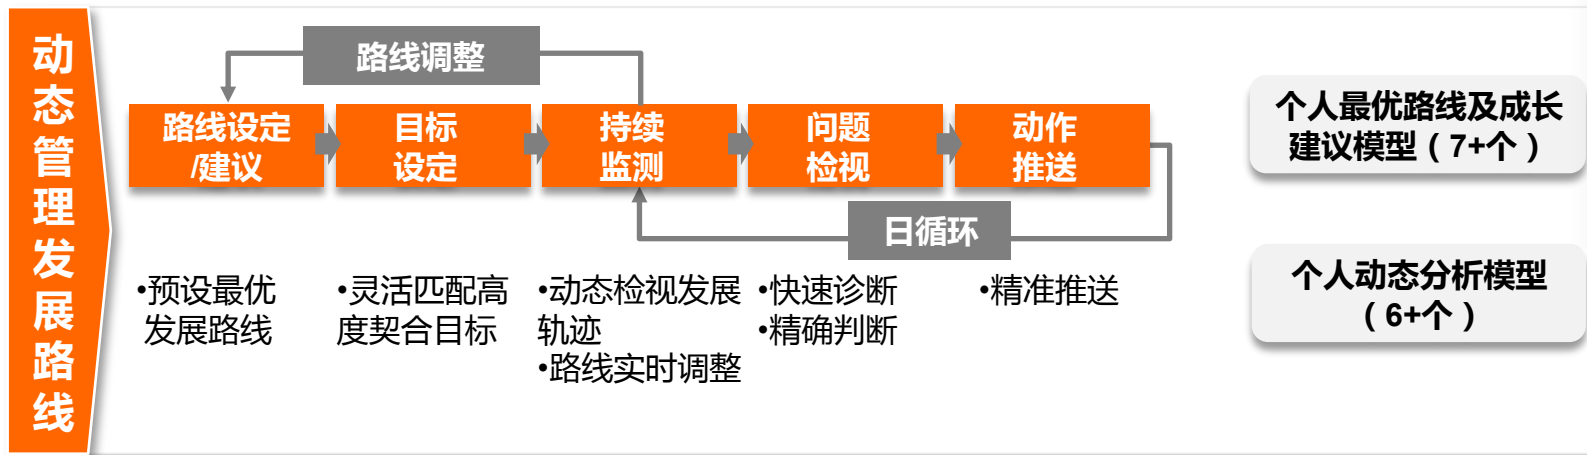 动态管理发展路线
路线调整
路线设定
/建议
目标
设定
持续
监测
问题
检视
动作
推送
日循环
•预设最优
发展路线
•灵活匹配高
度契合目标
•动态检视发展
轨迹
•路线实时调整
•快速诊断
•精确判断
•精准推送
个人最优路线及成长
建议模型（7+个）
个人动态分析模型
（6+个）